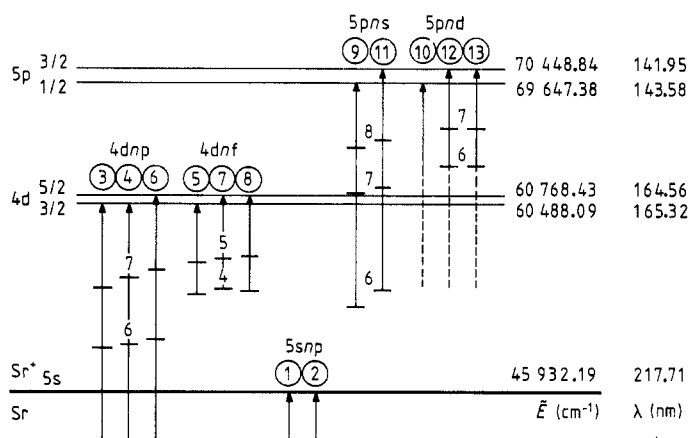 5pns 5pnd
9 11 10 12 13
5p 3/2 70 448.84 141.95
1/2 69 647.38 143.58
8 7
4dnp 4dnf 6
3 4 6 5 7 8 7
4d 5/2 60 768.43 164.56
3/2 60 488.09 165.32
5
7 4 6
6
5snp
Sr+ 5s 1 2 45 932.19 217.71
Sr Ẽ (cm⁻¹) λ (nm)